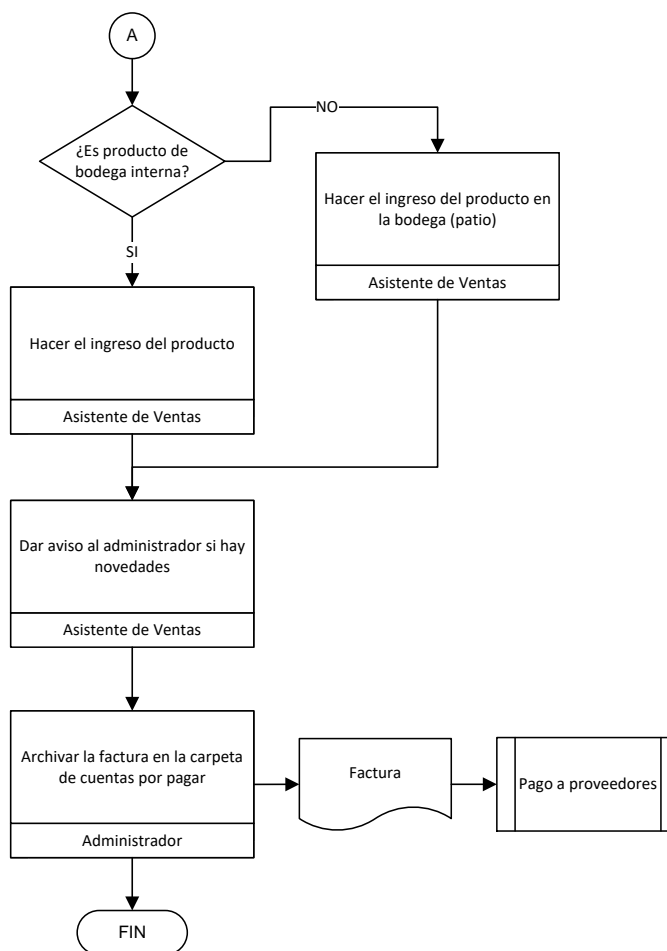 A
¿Es producto de
bodega interna?
NO
Hacer el ingreso del producto en
la bodega (patio)
Asistente de Ventas
SI
Hacer el ingreso del producto
Asistente de Ventas
Dar aviso al administrador si hay
novedades
Asistente de Ventas
Archivar la factura en la carpeta
de cuentas por pagar
Administrador
Factura
Pago a proveedores
FIN